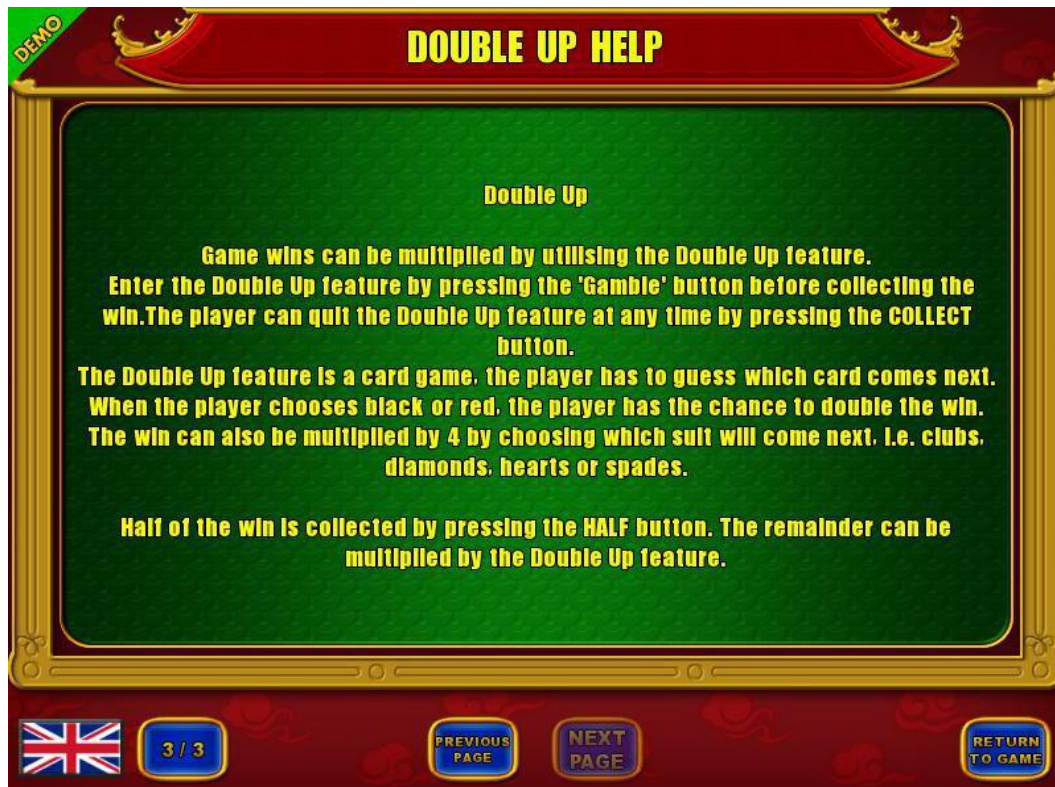 DEMO
DOUBLE UP HELP
Double Up
Game wins can be multiplied by utilising the Double Up feature.
Enter the Double Up feature by pressing the 'Gamble' button before collecting the
win.The player can quit the Double Up feature at any time by pressing the COLLECT
button.
The Double Up feature is a card game, the player has to guess which card comes next.
When the player chooses black or red, the player has the chance to double the win.
The win can also be multiplied by 4 by choosing which suit will come next, i.e. clubs,
diamonds, hearts or spades.
Half of the win is collected by pressing the HALF button. The remainder can be
multiplied by the Double Up feature.
3 / 3
PREVIOUS
PAGE
NEXT
PAGE
RETURN
TO GAME